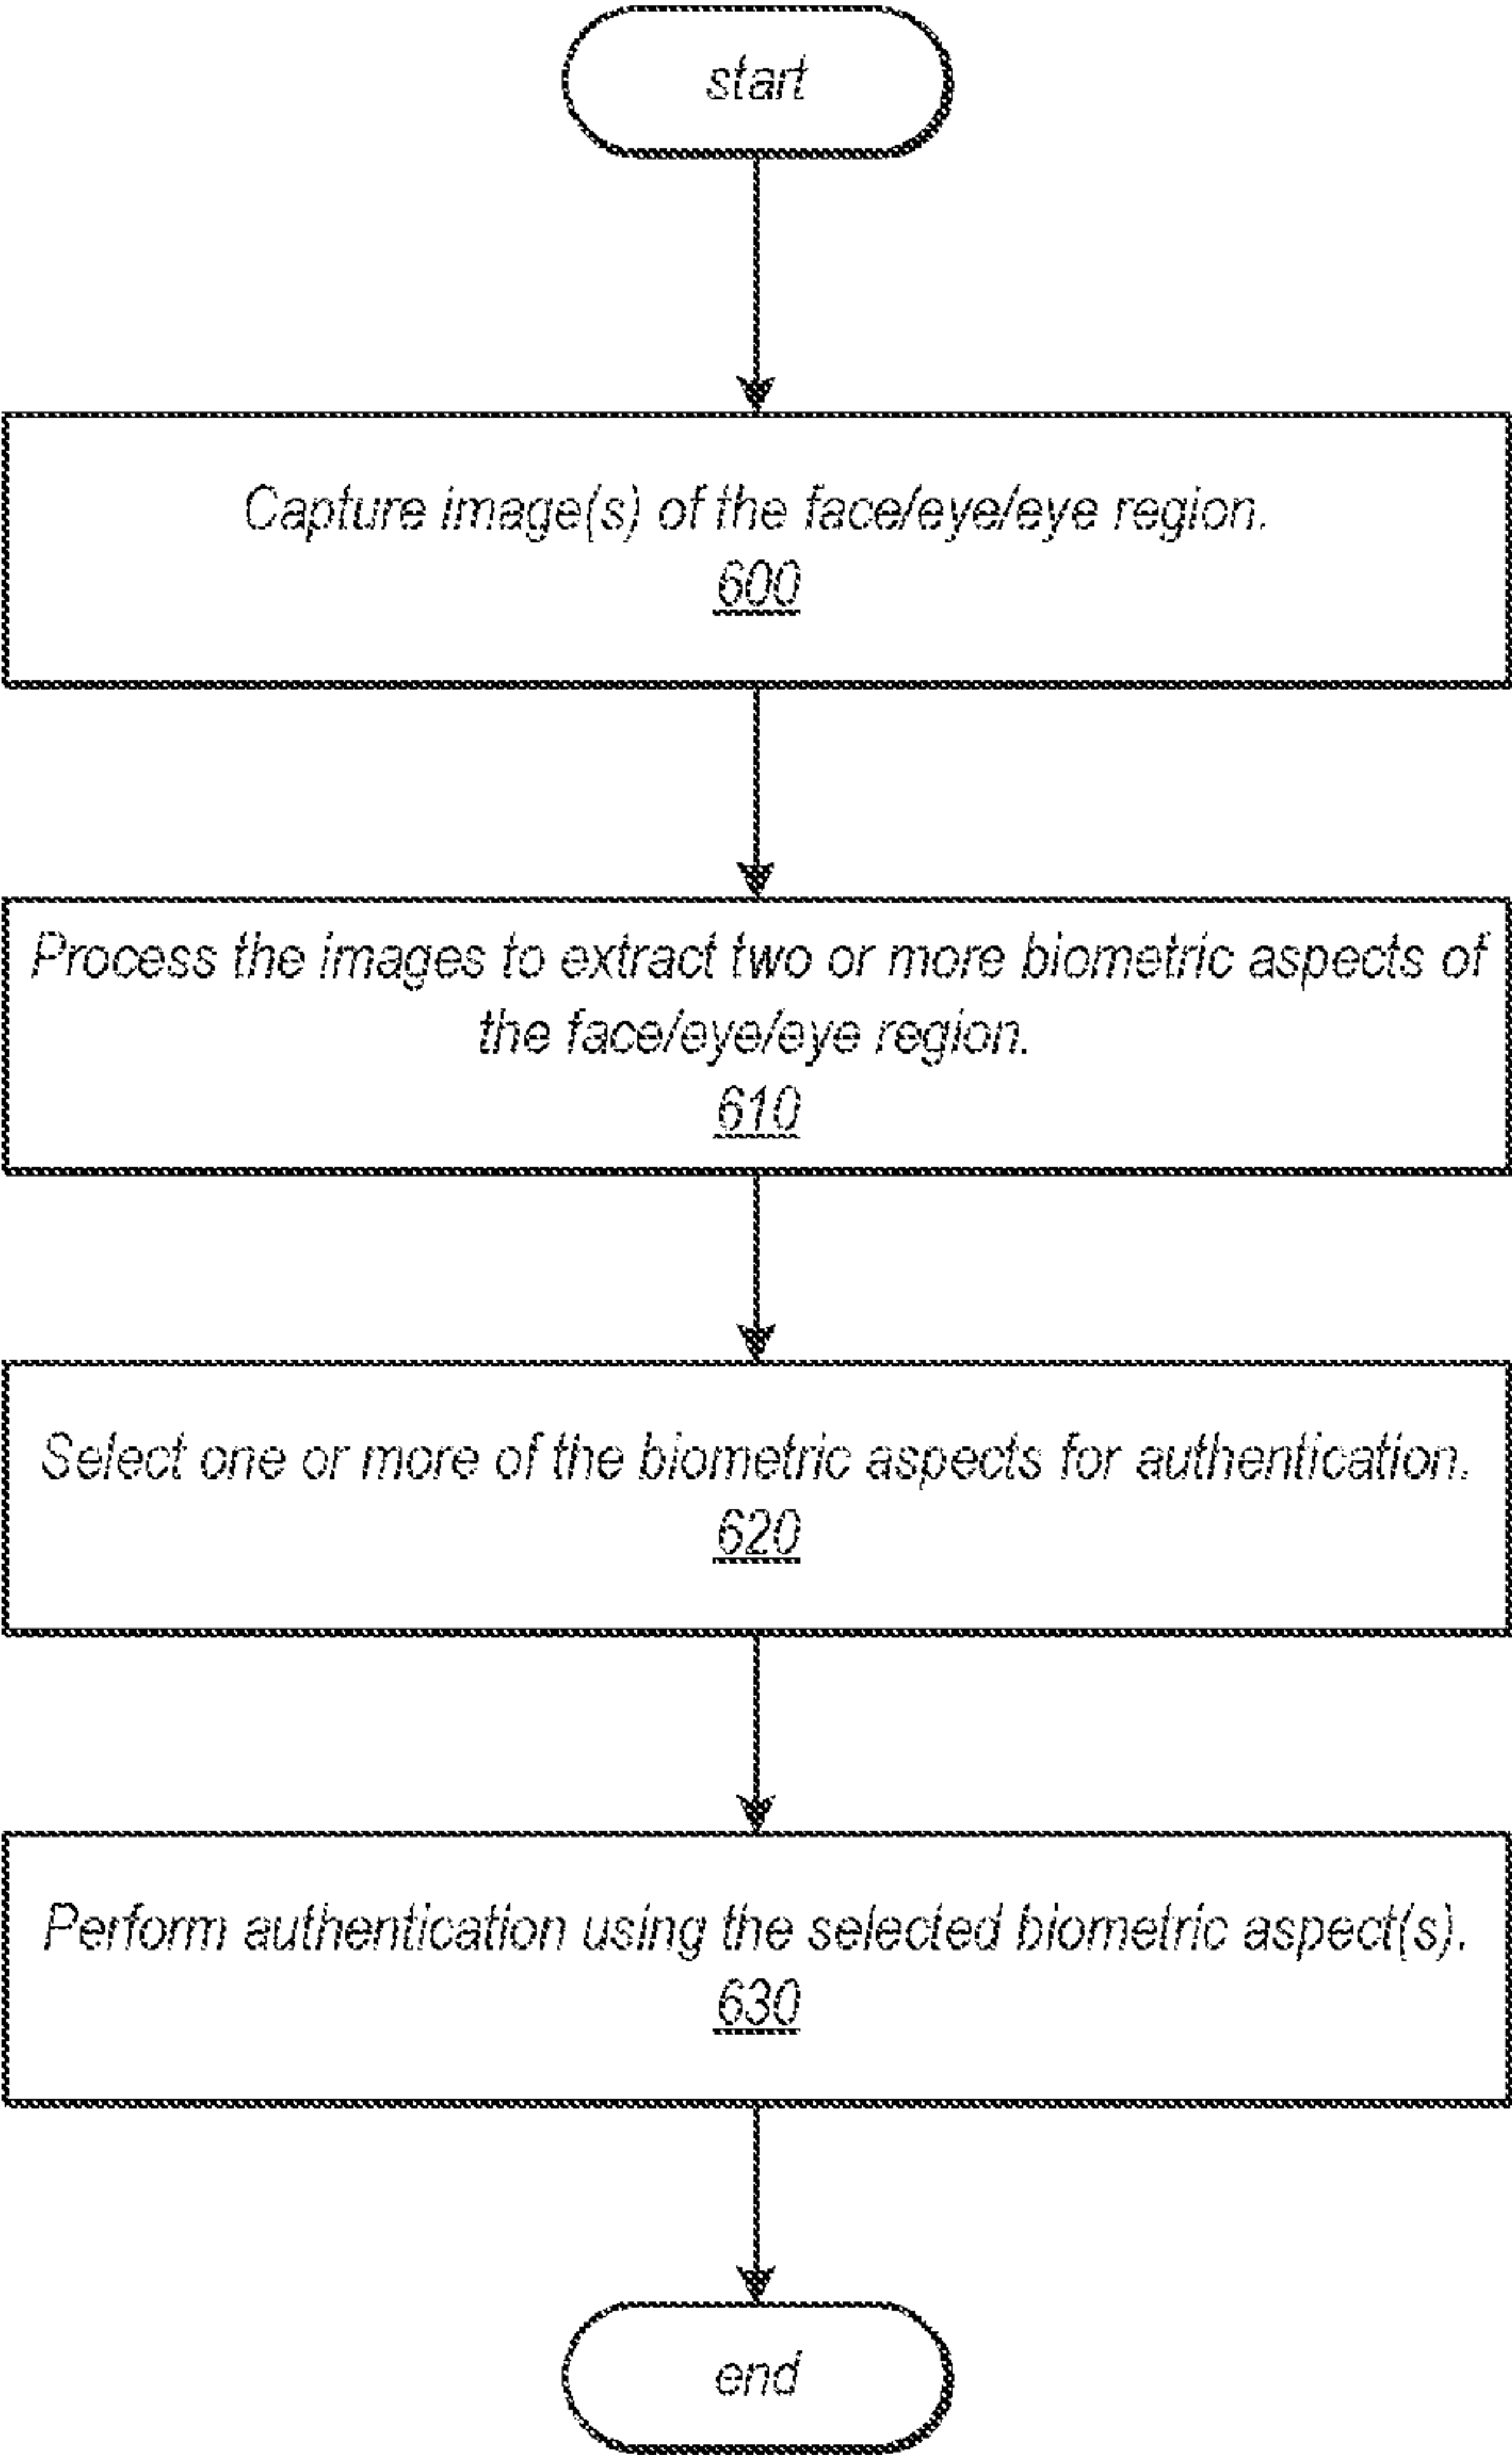 start
Capture image(s) of the face/eye/eye region.
600
Process the images to extract two or more biometric aspects of
the face/eye/eye region.
610
Select one or more of the biometric aspects for authentication.
620
Perform authentication using the selected biometric aspect(s).
630
end